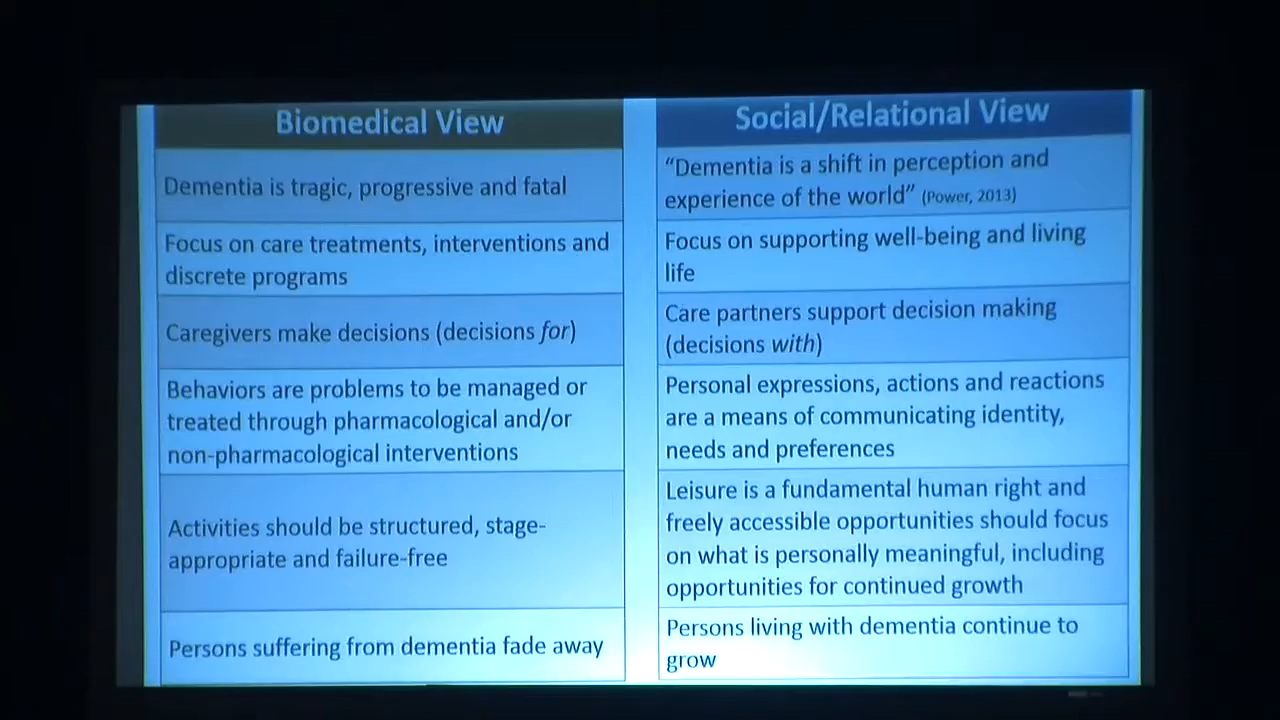 Biomedical View
Dementia is tragic, progressive and fatal
Focus on care treatments, interventions and
discrete programs
Caregivers make decisions (decisions for)
Behaviors are problems to be managed or
treated through pharmacological and/or
non-pharmacological interventions
Activities should be structured, stage-
appropriate and failure-free
Persons suffering from dementia fade away
Social/Relational View
“Dementia is a shift in perception and
experience of the world” (Power, 2013)
Focus on supporting well-being and living
life
Care partners support decision making
(decisions with)
Personal expressions, actions and reactions
are a means of communicating identity,
needs and preferences
Leisure is a fundamental human right and
freely accessible opportunities should focus
on what is personally meaningful, including
opportunities for continued growth
Persons living with dementia continue to
grow